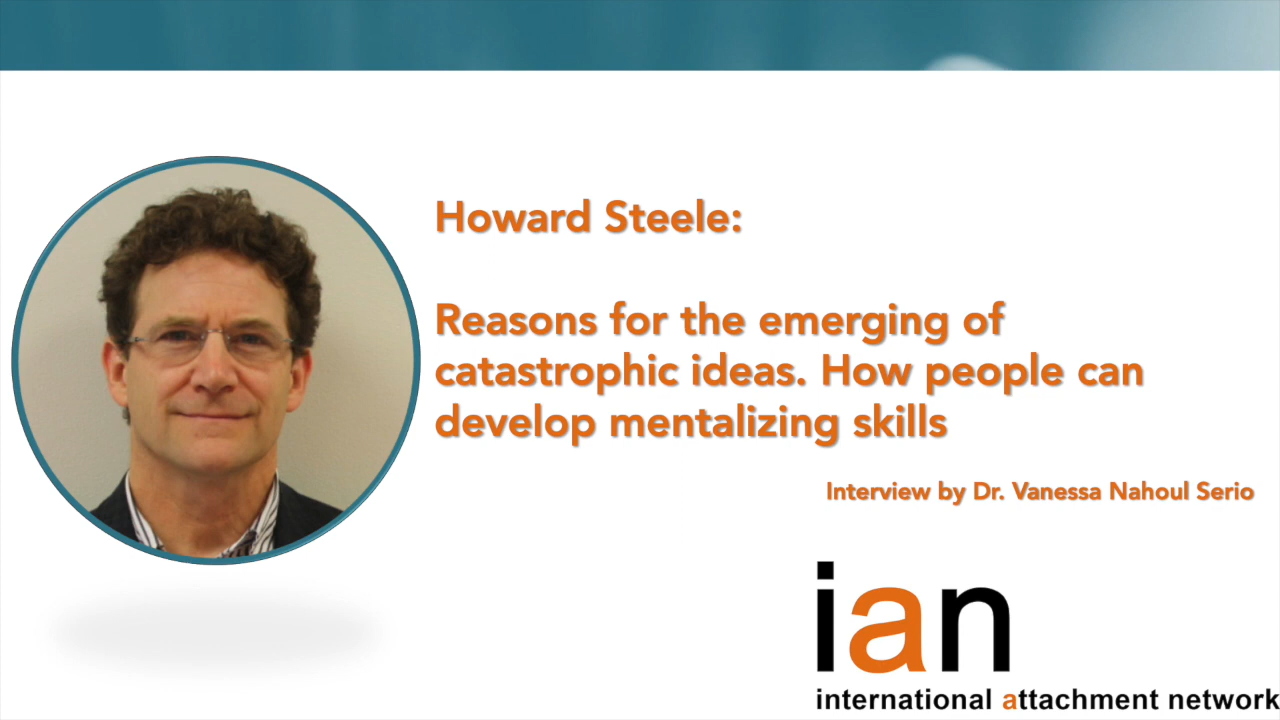 Howard Steele:
Reasons for the emerging of
catastrophic ideas. How people can
develop mentalizing skills
Interview by Dr. Vanessa Nahoul Serio
ian
international attachment network